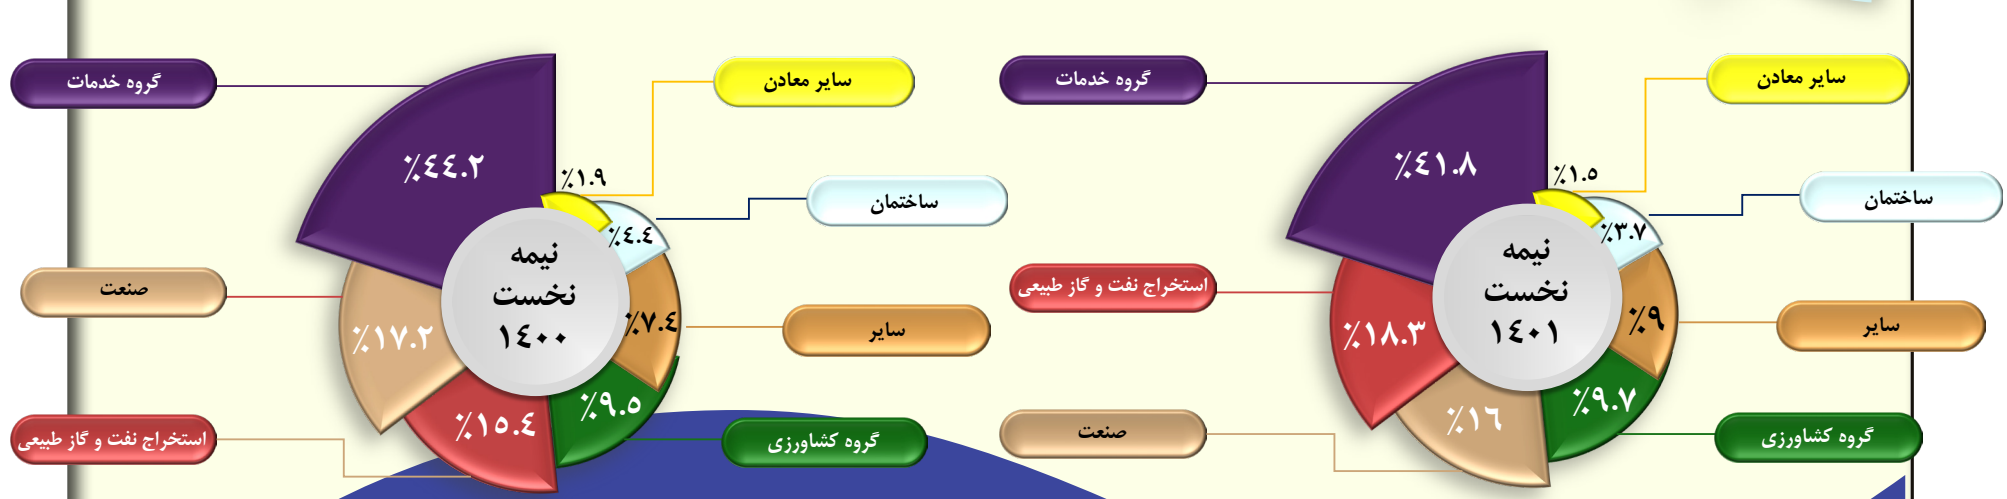 سایر معادن
٪۱.۵
گروه خدمات
٪۴۱.۸
ساختمان
٪۳.۷
نیمه
نخست
۱۴۰۱
استخراج نفت و گاز طبیعی
٪۱۸.۳
سایر
٪۹
صنعت
٪۱۶
گروه کشاورزی
٪۹.۷
سایر معادن
٪۱.۹
گروه خدمات
٪۴۴.۲
ساختمان
٪۴.۴
نیمه
نخست
۱۴۰۰
صنعت
٪۱۷.۲
سایر
٪۷.۴
استخراج نفت و گاز طبیعی
٪۱۵.۴
گروه کشاورزی
٪۹.۵